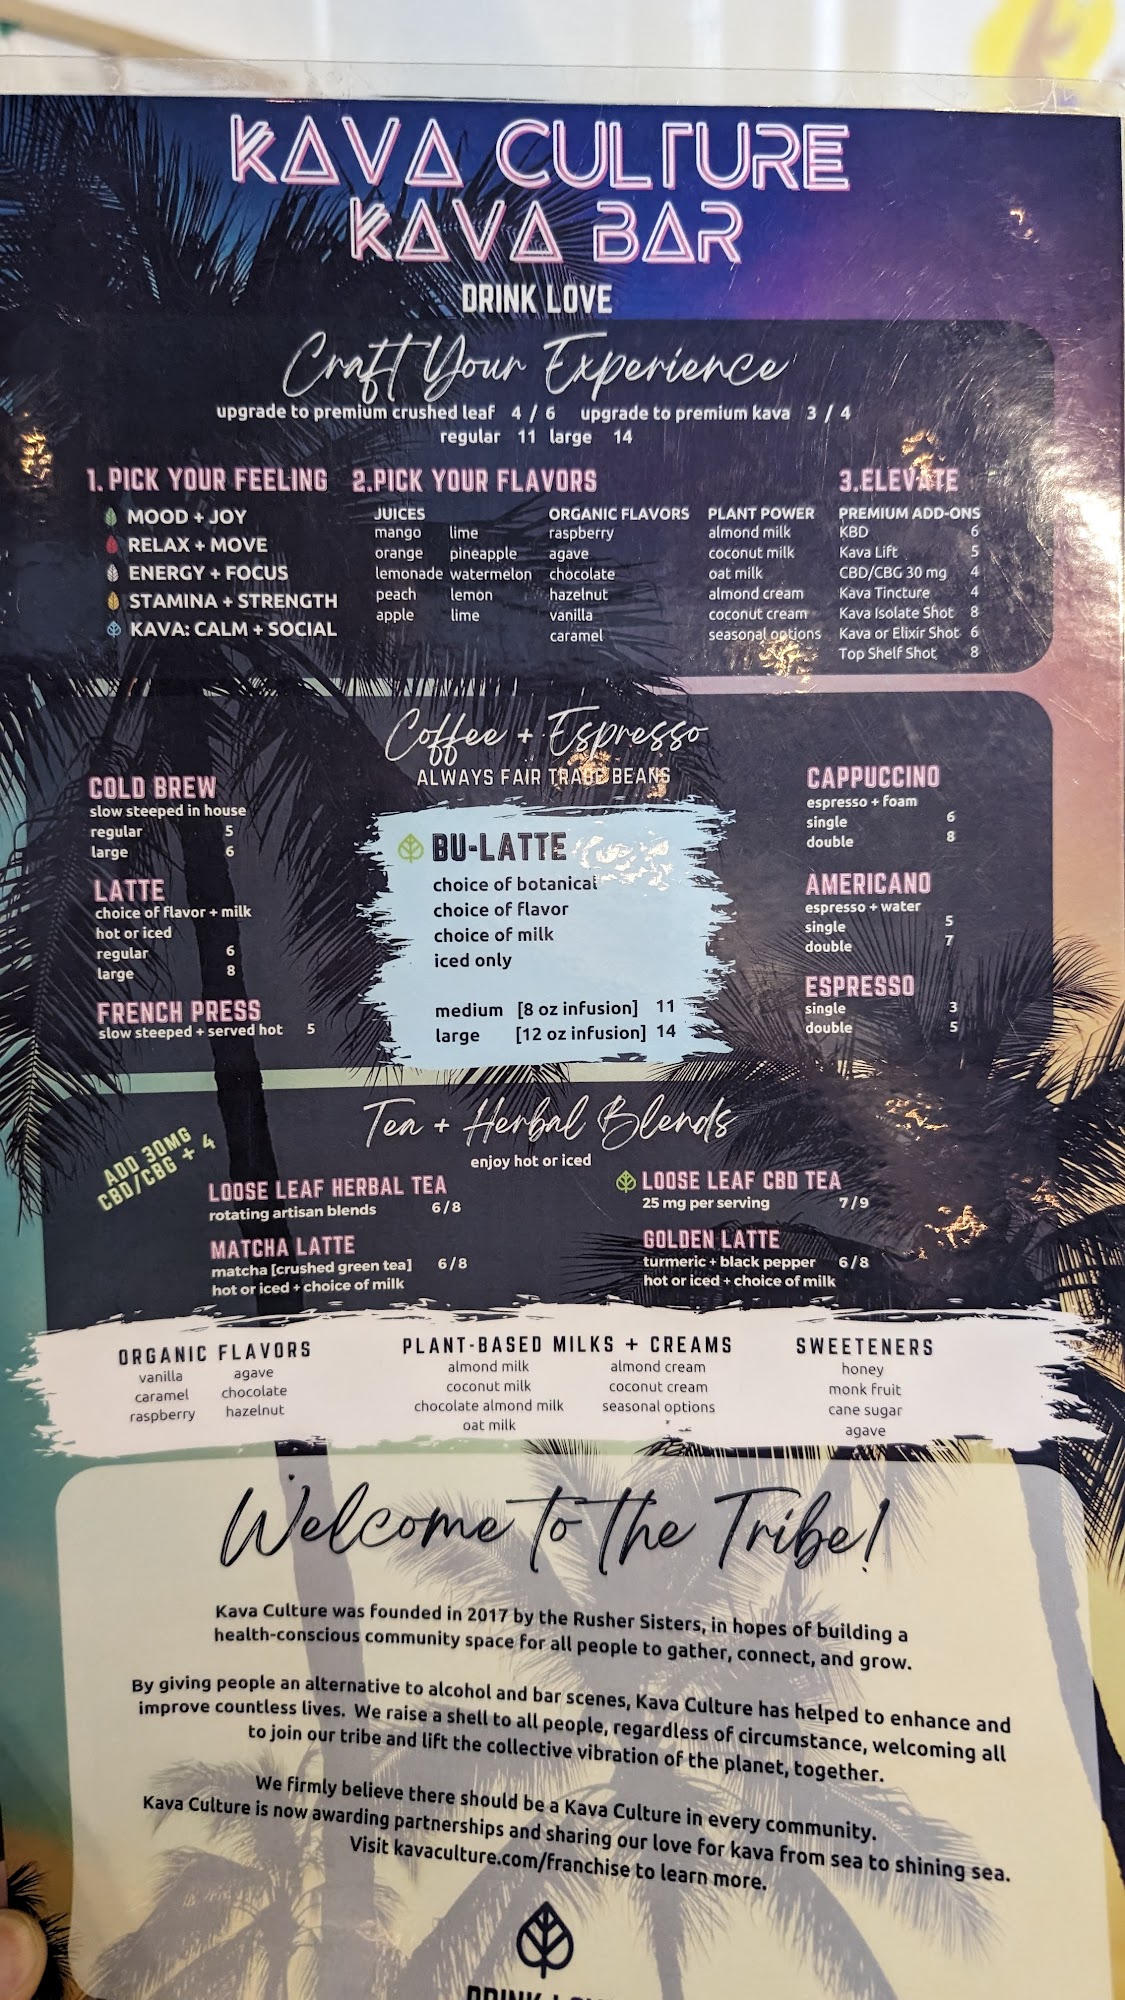 KAVA CULTURE
KAVA BAR
DRINK LOVE
Craft Your Experience
upgrade to premium crushed leaf 4 / 6 upgrade to premium kava 3 / 4
regular 11 large 14
1. PICK YOUR FEELING
MOOD + JOY
RELAX + MOVE
ENERGY + FOCUS
STAMINA + STRENGTH
KAVA: CALM + SOCIAL
2.PICK YOUR FLAVORS
JUICES
mango lime
orange pineapple
lemonade watermelon
peach lemon
apple lime
ORGANIC FLAVORS
raspberry
agave
chocolate
hazelnut
vanilla
caramel
PLANT POWER
almond milk
coconut milk
oat milk
almond cream
coconut cream
seasonal options
3.ELEVATE
PREMIUM ADD-ONS
KBD 6
Kava Lift 5
CBD/CBG 30 mg 4
Kava Tincture 4
Kava Isolate Shot 8
Kava or Elixir Shot 6
Top Shelf Shot 8
Coffee + Espresso
ALWAYS FAIR TRADE BEANS
COLD BREW
slow steeped in house
regular 5
large 6
LATTE
choice of flavor + milk
hot or iced
regular 6
large 8
FRENCH PRESS
slow steeped + served hot 5
BU-LATTE
choice of botanical
choice of flavor
choice of milk
iced only
medium [8 oz infusion] 11
large [12 oz infusion] 14
CAPPUCCINO
espresso + foam
single 6
double 8
AMERICANO
espresso + water
single 5
double 7
ESPRESSO
single 3
double 5
Tea + Herbal Blends
enjoy hot or iced
ADD 30MG
CBD/CBG + 4
LOOSE LEAF HERBAL TEA
rotating artisan blends 6/8
MATCHA LATTE
matcha [crushed green tea] 6/8
hot or iced + choice of milk
LOOSE LEAF CBD TEA
25 mg per serving 7/9
GOLDEN LATTE
turmeric + black pepper 6/8
hot or iced + choice of milk
ORGANIC FLAVORS
vanilla agave
caramel chocolate
raspberry hazelnut
PLANT-BASED MILKS + CREAMS
almond milk almond cream
coconut milk coconut cream
chocolate almond milk seasonal options
oat milk
SWEETENERS
honey
monk fruit
cane sugar
agave
Welcome to the Tribe!
Kava Culture was founded in 2017 by the Rusher Sisters, in hopes of building a
health-conscious community space for all people to gather, connect, and grow.
By giving people an alternative to alcohol and bar scenes, Kava Culture has helped to enhance and
improve countless lives. We raise a shell to all people, regardless of circumstance, welcoming all
to join our tribe and lift the collective vibration of the planet, together.
We firmly believe there should be a Kava Culture in every community.
Kava Culture is now awarding partnerships and sharing our love for kava from sea to shining sea.
Visit kavaculture.com/franchise to learn more.
DRINK